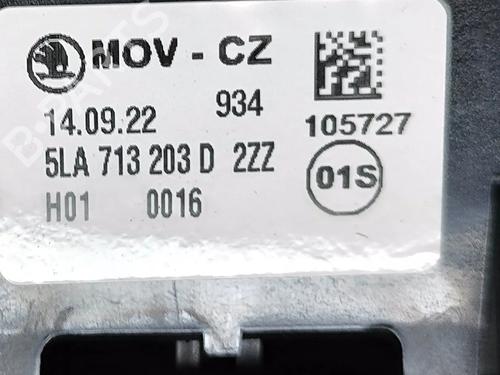 MOV - CZ
934
14.09.22
105727
5LA 713 203 D 2ZZ
01S
H01 0016